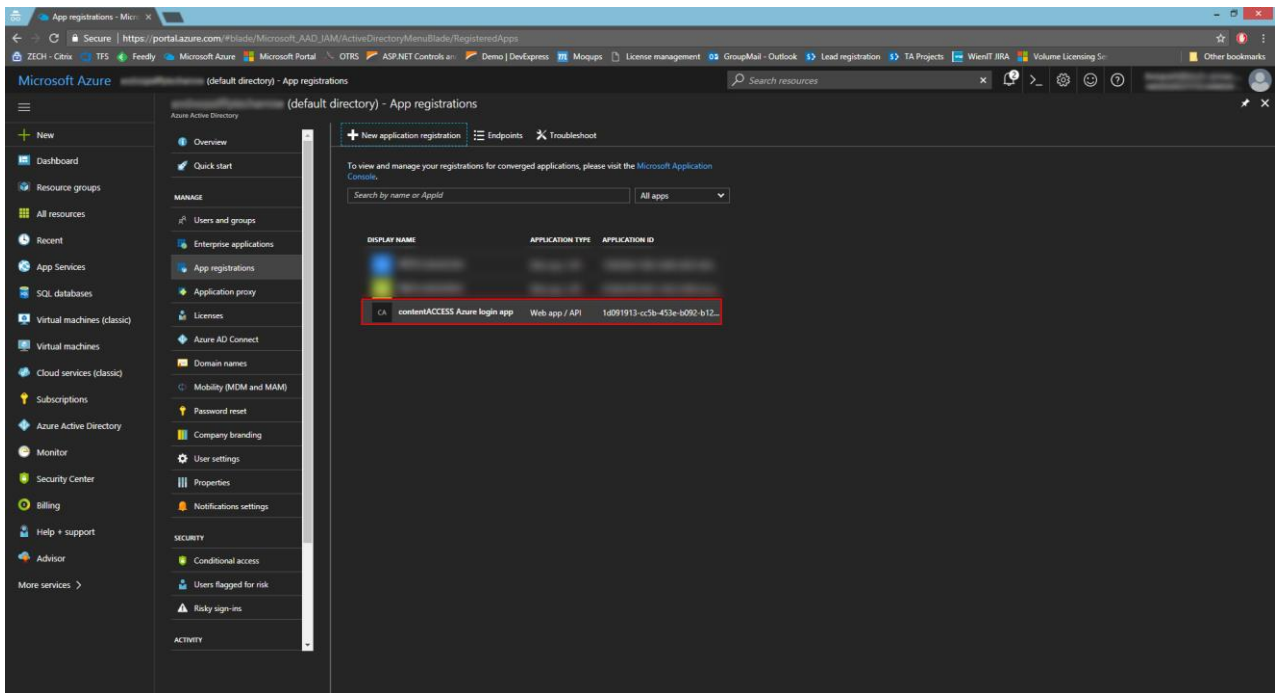 App registrations - Micr
Secure | https://portal.azure.com/#blade/Microsoft_AAD_IAM/ActiveDirectoryMenuBlade/RegisteredApps
ZECH - Citrix TFS Feedly Microsoft Azure Microsoft Portal OTRS ASP.NET Controls an Demo | DevExpress Moqups License management GroupMail - Outlook Lead registration TA Projects WienIT JIRA Volume Licensing Se Other bookmarks
Microsoft Azure (default directory) - App registrations
Search resources
2
(default directory) - App registrations
Azure Active Directory
New
Dashboard
Resource groups
All resources
Recent
App Services
SQL databases
Virtual machines (classic)
Virtual machines
Cloud services (classic)
Subscriptions
Azure Active Directory
Monitor
Security Center
Billing
Help + support
Advisor
More services >
Overview
Quick start
MANAGE
Users and groups
Enterprise applications
App registrations
Application proxy
Licenses
Azure AD Connect
Domain names
Mobility (MDM and MAM)
Password reset
Company branding
User settings
Properties
Notifications settings
SECURITY
Conditional access
Users flagged for risk
Risky sign-ins
ACTIVITY
New application registration Endpoints Troubleshoot
To view and manage your registrations for converged applications, please visit the Microsoft Application
Console.
Search by name or AppId All apps
DISPLAY NAME APPLICATION TYPE APPLICATION ID
CA contentACCESS Azure login app Web app / API 1d091913-cc5b-453e-b092-b12...